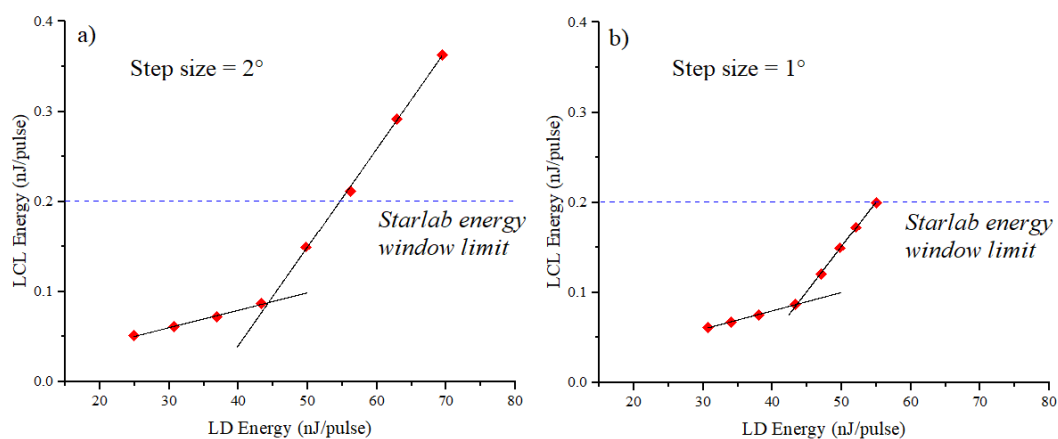 a)
Step size = 2°
0.4
0.3
0.2
0.1
0.0
LCL Energy (nJ/pulse)
Starlab energy
window limit
20 30 40 50 60 70 80
LD Energy (nJ/pulse)
b)
Step size = 1°
0.4
0.3
0.2
0.1
0.0
LCL Energy (nJ/pulse)
Starlab energy
window limit
20 30 40 50 60 70 80
LD Energy (nJ/pulse)